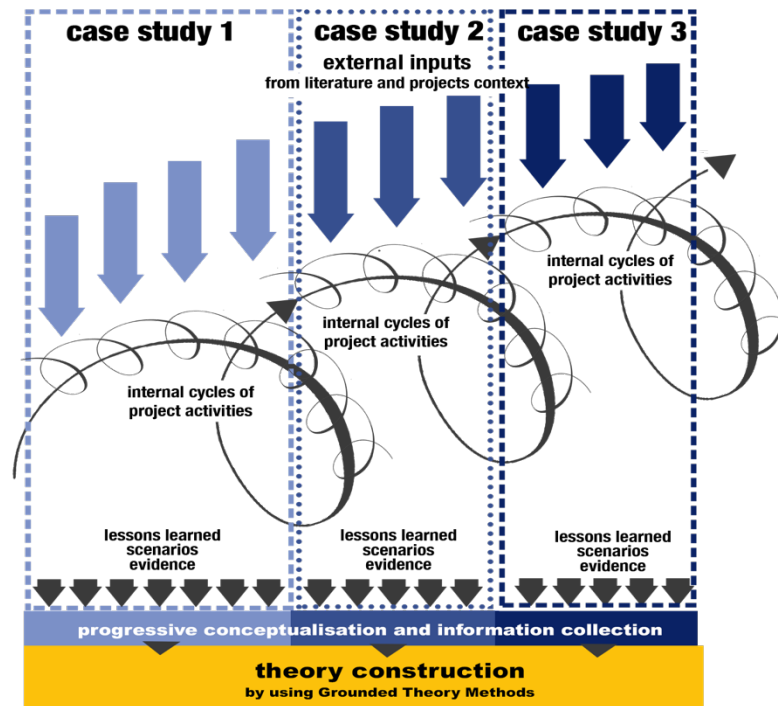 case study 1
case study 2
case study 3
external inputs
from literature and projects context
internal cycles of
project activities
internal cycles of
project activities
internal cycles of
project activities
lessons learned
scenarios
evidence
lessons learned
scenarios
evidence
lessons learned
scenarios
evidence
progressive conceptualisation and information collection
theory construction
by using Grounded Theory Methods